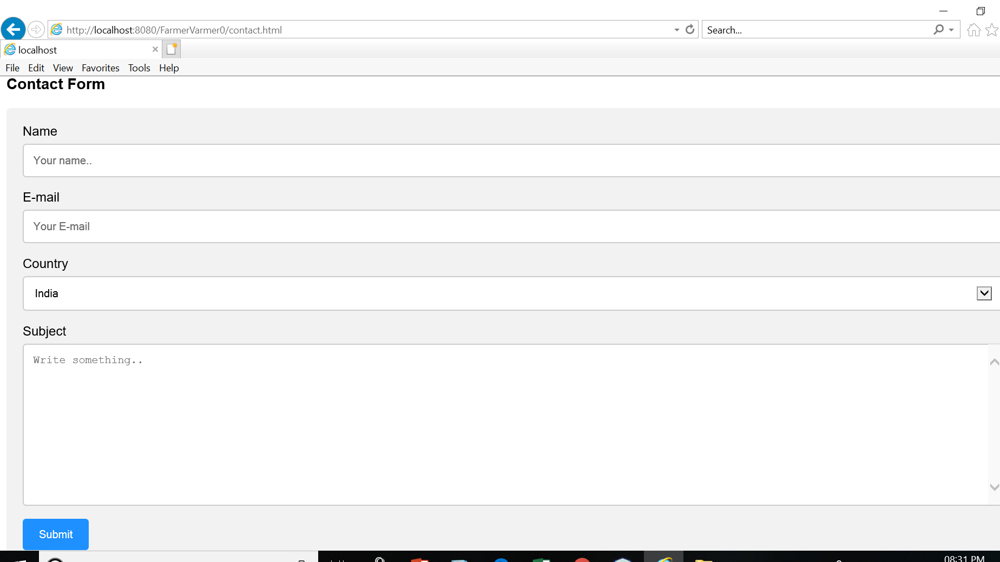 http://localhost:8080/FarmerVarmer0/contact.html
Search...
localhost
File Edit View Favorites Tools Help
Contact Form
Name
Your name..
E-mail
Your E-mail
Country
India
Subject
Write something..
Submit
08:31 PM